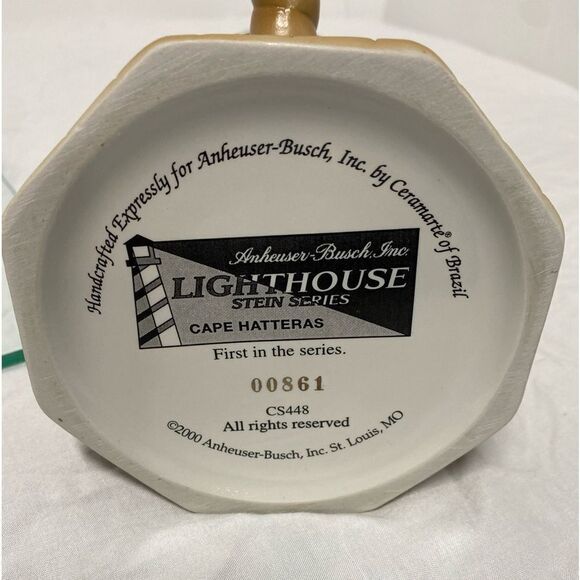 Handcrafted Expressly for Anheuser-Busch, Inc. by Ceramarte® of Brazil
Anheuser-Busch, Inc.
LIGHTHOUSE
STEIN SERIES
CAPE HATTERAS
First in the series.
00861
CS448
All rights reserved
©2000 Anheuser-Busch, Inc. St. Louis, MO